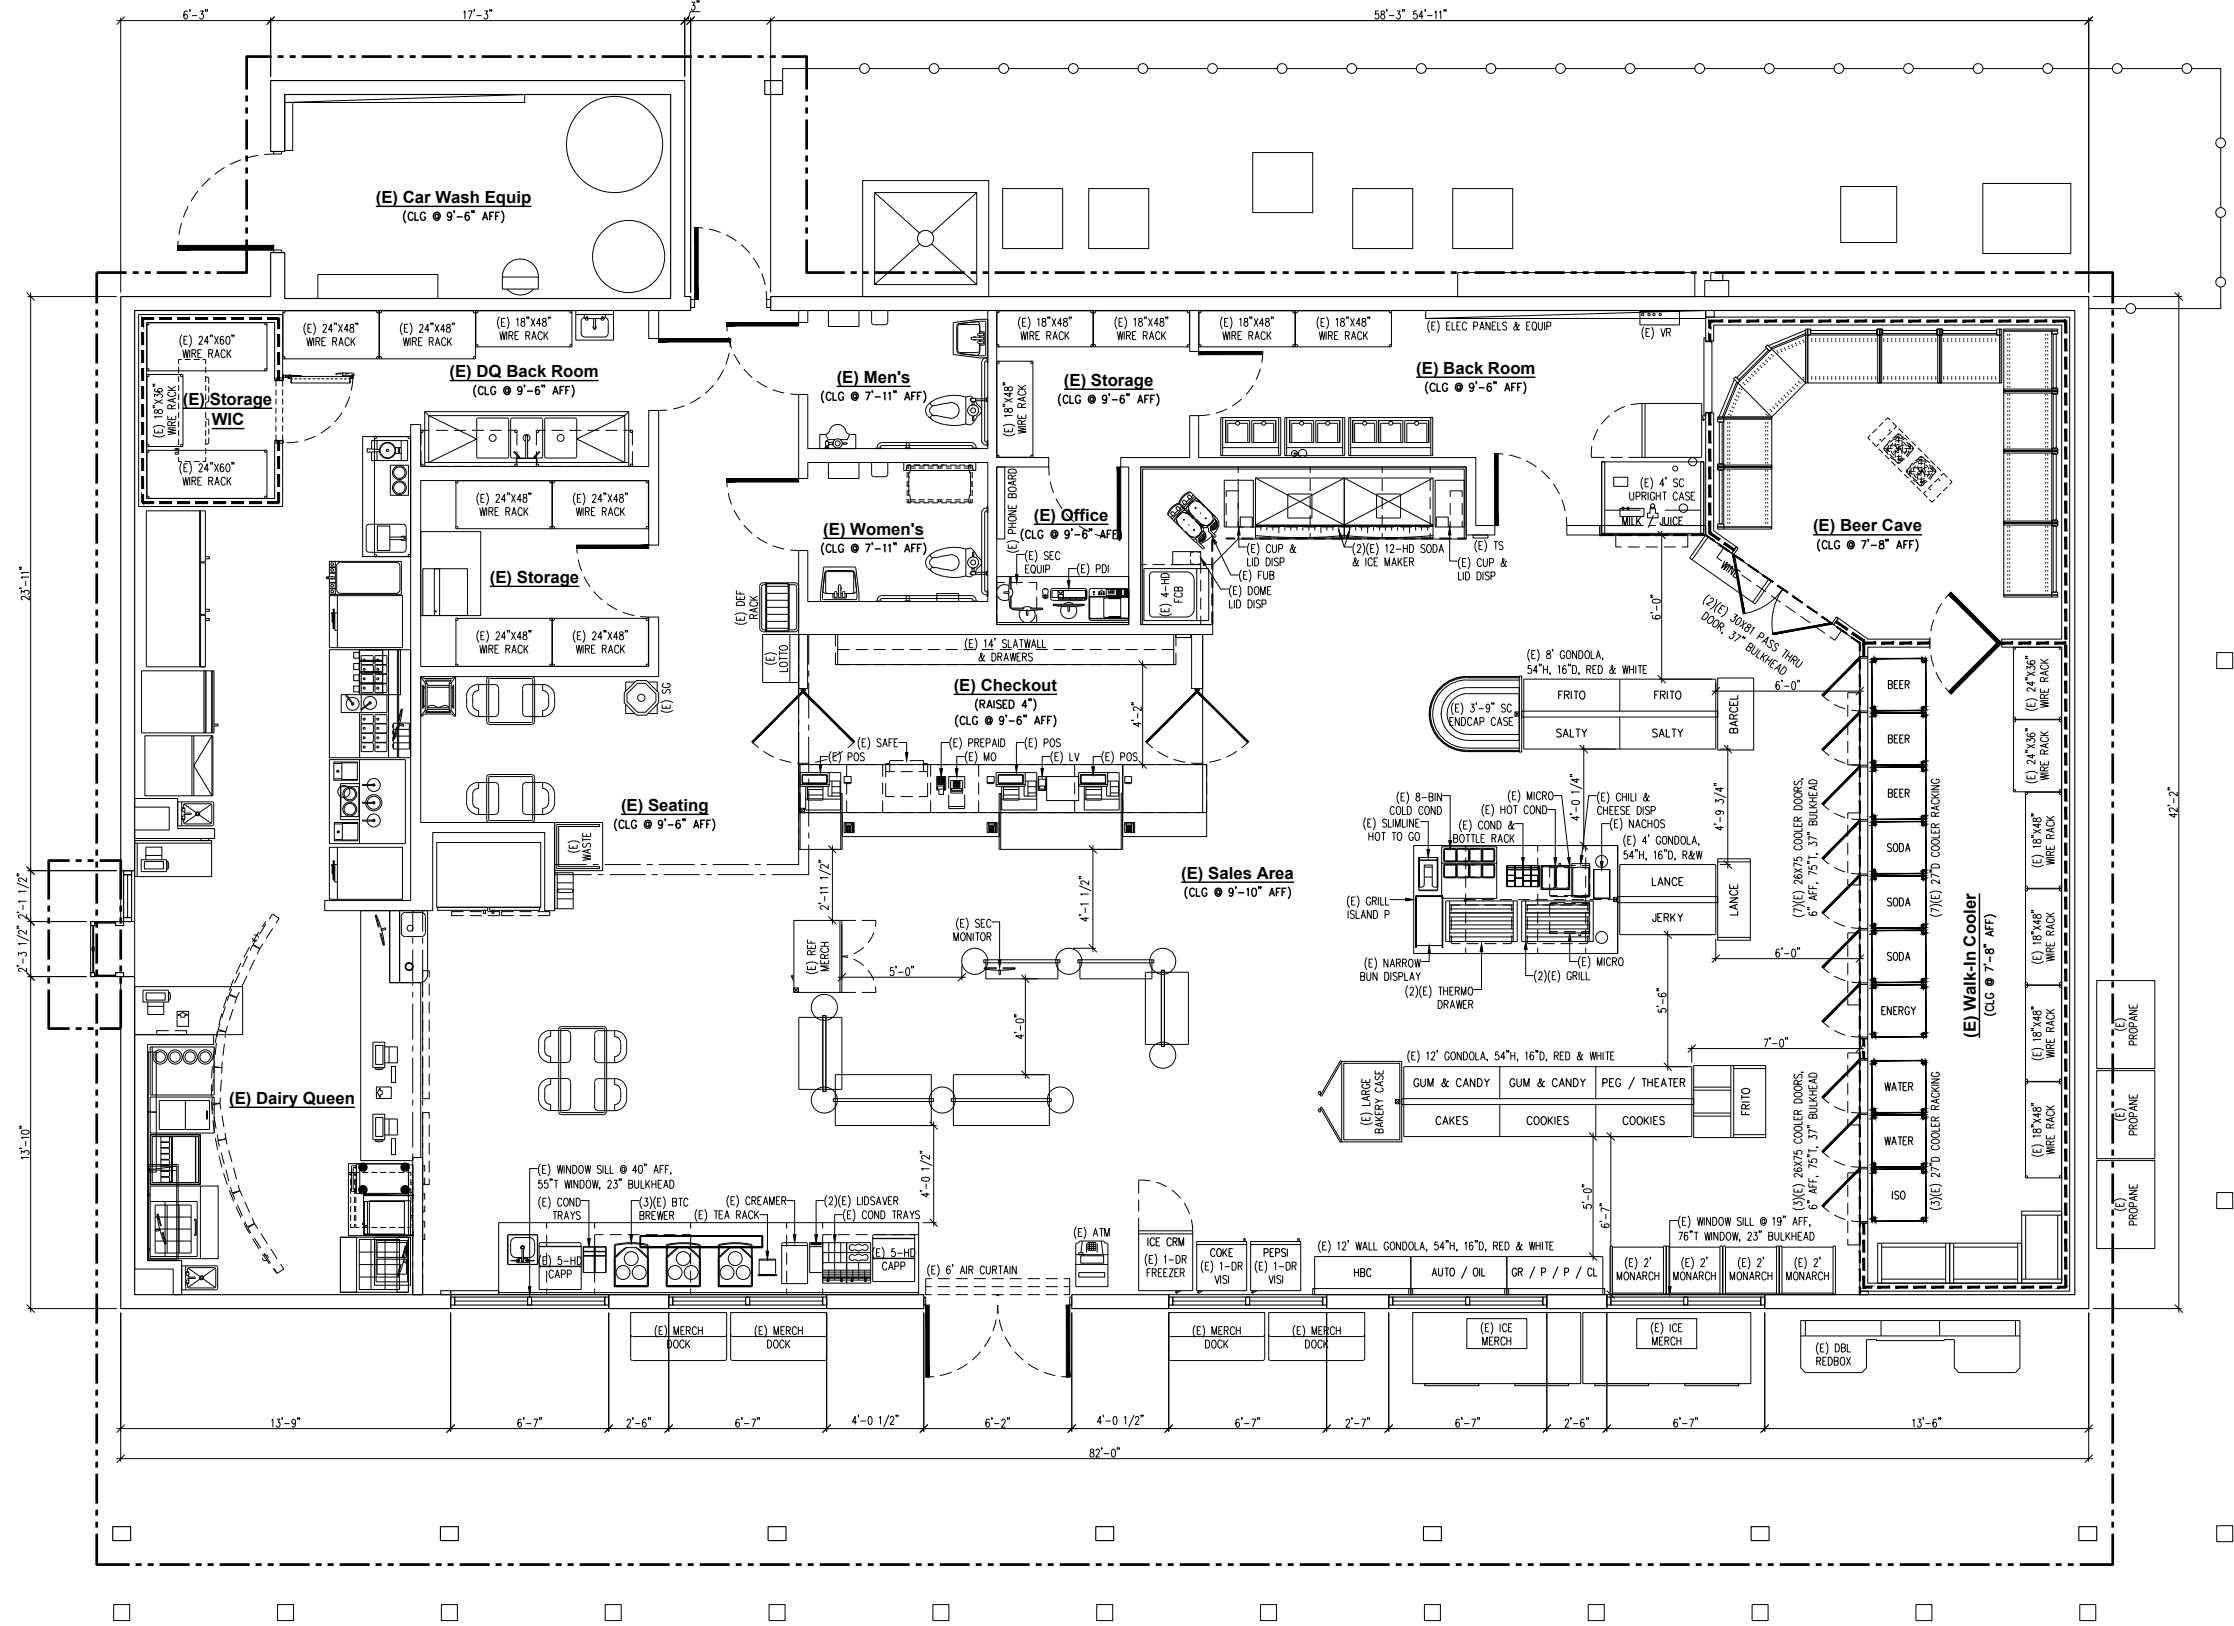 6'-3"
17'-3"
3"
58'-3" 54'-11"
(E) Car Wash Equip
(CLG @ 9'-6" AFF)
(E) 24"X60"
WIRE RACK
(E) 24"X48"
WIRE RACK
(E) 24"X48"
WIRE RACK
(E) 18"X48"
WIRE RACK
(E) DQ Back Room
(CLG @ 9'-6" AFF)
(E) 18"X36"
WIRE RACK
(E) Storage
WIC
(E) 24"X60"
WIRE RACK
(E) Men's
(CLG @ 7'-11" AFF)
(E) 18"X48"
WIRE RACK
(E) 18"X48"
WIRE RACK
(E) 18"X48"
WIRE RACK
(E) 18"X48"
WIRE RACK
(E) ELEC PANELS & EQUIP
(E) VR
(E) Storage
(CLG @ 9'-6" AFF)
(E) 18"X48"
WIRE RACK
(E) Back Room
(CLG @ 9'-6" AFF)
(E) 24"X48"
WIRE RACK
(E) 24"X48"
WIRE RACK
(E) Storage
(E) 24"X48"
WIRE RACK
(E) 24"X48"
WIRE RACK
(E) Women's
(CLG @ 7'-11" AFF)
(E) PHONE BOARD
(E) Office
(CLG @ 9'-6" AFF)
(E) SEC
EQUIP
(E) PDI
(E) CUP &
LID DISP
(E) FUB
(E) DOME
LID DISP
(E) 4-HD
FCB
(2)(E) 12-HD SODA
& ICE MAKER
(E) TS
(E) CUP &
LID DISP
(E) 4' SC
UPRIGHT CASE
MILK / JUICE
(E) Beer Cave
(CLG @ 7'-8" AFF)
WINE
(2)(E) 30X81 PASS THRU
DOOR, 37" BULKHEAD
6'-0"
23'-11"
(E) DEF
RACK
(E)
LOTTO
(E) SG
(E) 14' SLATWALL
& DRAWERS
(E) Checkout
(RAISED 4")
(CLG @ 9'-6" AFF)
4'-2"
(E) SAFE
(E) POS
(E) PREPAID
(E) MO
(E) POS
(E) LV
(E) POS
(E) 8' GONDOLA,
54"H, 16"D, RED & WHITE
FRITO
FRITO
(E) 3'-9" SC
ENDCAP CASE
SALTY
SALTY
BARCEL
6'-0"
BEER
BEER
BEER
SODA
SODA
SODA
ENERGY
(7)(E) 26X75 COOLER DOORS,
6" AFF, 75"T, 37" BULKHEAD
(7)(E) 27"D COOLER RACKING
(E) 24"X36"
WIRE RACK
(E) 24"X36"
WIRE RACK
(E) 18"X48"
WIRE RACK
(E) 18"X48"
WIRE RACK
(E) 18"X48"
WIRE RACK
(E) 18"X48"
WIRE RACK
(E) Walk-In Cooler
(CLG @ 7'-8" AFF)
42'-2"
(E) Seating
(CLG @ 9'-6" AFF)
(E)
WASTE
4'-0 1/4"
4'-9 3/4"
(E) 8-BIN
COLD COND
(E) SLIMLINE
HOT TO GO
(E) MICRO
(E) HOT COND
(E) COND &
BOTTLE RACK
(E) CHILI &
CHEESE DISP
(E) NACHOS
(E) 4' GONDOLA,
54"H, 16"D, R&W
LANCE
JERKY
LANCE
(E) Sales Area
(CLG @ 9'-10" AFF)
(E) GRILL
ISLAND P
(E) NARROW
BUN DISPLAY
(2)(E) THERMO
DRAWER
(2)(E) GRILL
(E) MICRO
6'-0"
5'-6"
2'-1 1/2"
2'-3 1/2"
13'-10"
2'-11 1/2"
4'-1 1/2"
(E) SEC
MONITOR
(E) REF
MERCH
5'-0"
4'-0"
(E) Dairy Queen
7'-0"
(E) 12' GONDOLA, 54"H, 16"D, RED & WHITE
(E) LARGE
BAKERY CASE
GUM & CANDY
GUM & CANDY
PEG / THEATER
CAKES
COOKIES
COOKIES
FRITO
WATER
WATER
ISO
(3)(E) 26X75 COOLER DOORS,
6" AFF, 75"T, 37" BULKHEAD
(3)(E) 27"D COOLER RACKING
(E)
PROPANE
(E)
PROPANE
(E)
PROPANE
(E) WINDOW SILL @ 40" AFF,
55"T WINDOW, 23" BULKHEAD
(E) COND
TRAYS
(3)(E) BTC
BREWER
(E) CREAMER
(E) TEA RACK
(2)(E) LIDSAVER
(E) COND TRAYS
(E) 5-HD
CAPP
(E) 5-HD
CAPP
4'-0 1/2"
(E) 6' AIR CURTAIN
(E) ATM
ICE CRM
(E) 1-DR
FREEZER
COKE
(E) 1-DR
VISI
PEPSI
(E) 1-DR
VISI
5'-0"
6'-7"
(E) 12' WALL GONDOLA, 54"H, 16"D, RED & WHITE
HBC
AUTO / OIL
GR / P / P / CL
(E) WINDOW SILL @ 19" AFF,
76"T WINDOW, 23" BULKHEAD
(E) 2'
MONARCH
(E) 2'
MONARCH
(E) 2'
MONARCH
(E) 2'
MONARCH
(E) MERCH
DOCK
(E) MERCH
DOCK
(E) MERCH
DOCK
(E) MERCH
DOCK
(E) ICE
MERCH
(E) ICE
MERCH
(E) DBL
REDBOX
13'-9"
6'-7"
2'-6"
6'-7"
4'-0 1/2"
6'-2"
4'-0 1/2"
6'-7"
2'-7"
6'-7"
2'-6"
6'-7"
13'-6"
82'-0"